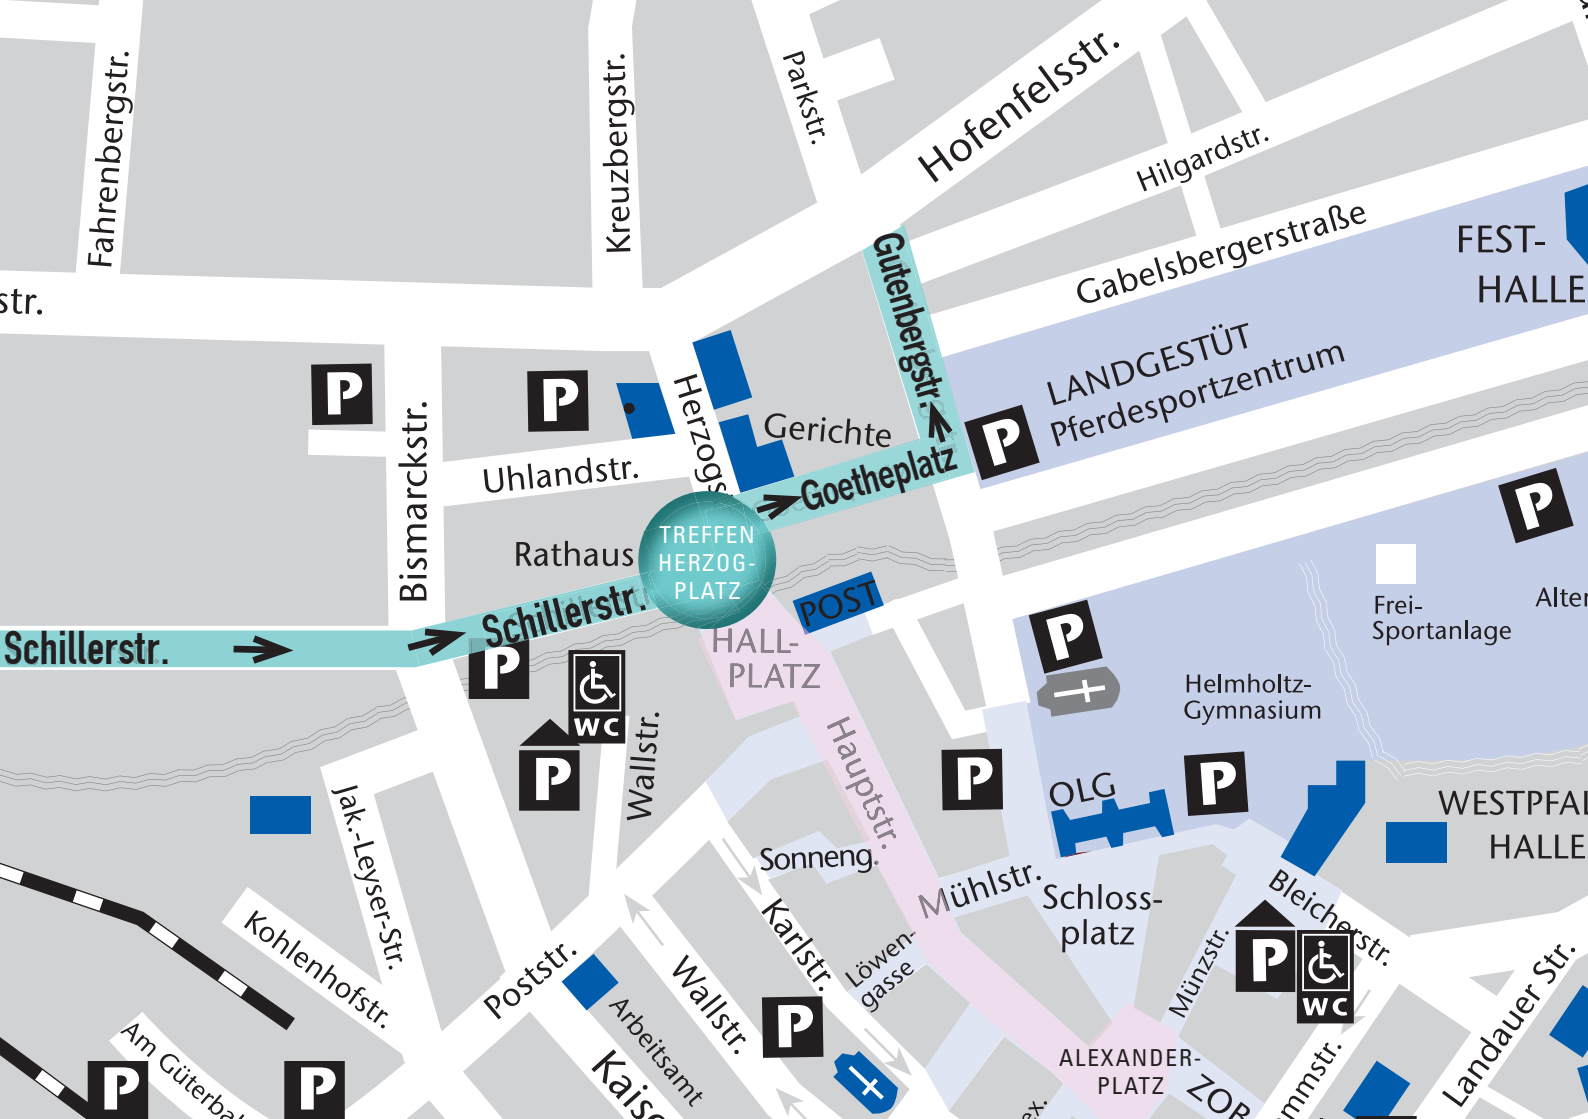 Fahrenbergstr.
Kreuzbergstr.
Parkstr.
Hofenfelsstr.
Hilgardstr.
Gabelsbergerstraße
FEST-
HALLE
str.
Gutenbergstr.
LANDGESTÜT
Pferdesportzentrum
P
P
P
P
Bismarckstr.
Uhlandstr.
Herzogs
Gerichte
Goetheplatz
Rathaus
TREFFEN
HERZOG-
PLATZ
Schillerstr.
Schillerstr.
POST
HALL-
PLATZ
P
Frei-
Sportanlage
Alter
Helmholtz-
Gymnasium
P
WC
P
Wallstr.
Hauptstr.
P
OLG
P
WESTPFAL
HALLE
Jak.-Leyser-Str.
Sonneng.
Mühlstr.
Schloss-
platz
Bleicherstr.
Karlstr.
Löwen-
gasse
Münzstr.
P
WC
Kohlenhofstr.
Poststr.
Arbeitsamt
Wallstr.
P
Landauer Str.
Am Güterbah
P
P
Kaise
ALEXANDER-
PLATZ
ZOB
mmstr.
ex.